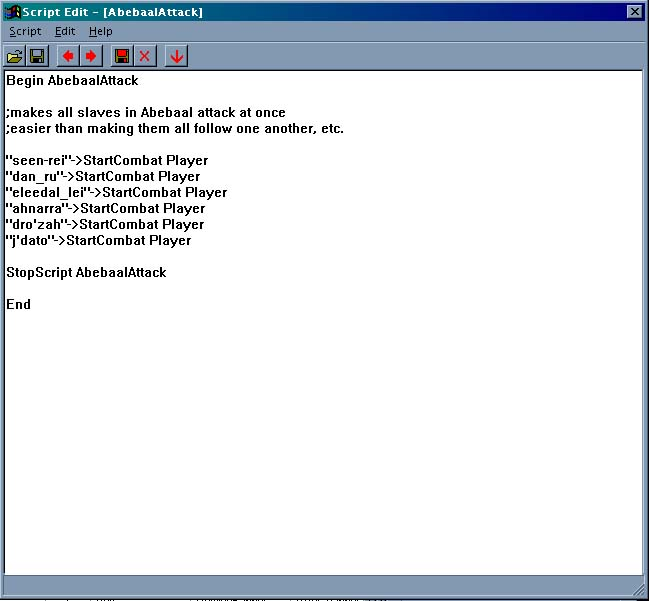 Script Edit - [AbebaalAttack]
Script Edit Help
Begin AbebaalAttack
;makes all slaves in Abebaal attack at once
;easier than making them all follow one another, etc.
"seen-rei"->StartCombat Player
"dan_ru"->StartCombat Player
"eleedal_lei"->StartCombat Player
"ahnarra"->StartCombat Player
"dro'zah"->StartCombat Player
"j'dato"->StartCombat Player
StopScript AbebaalAttack
End